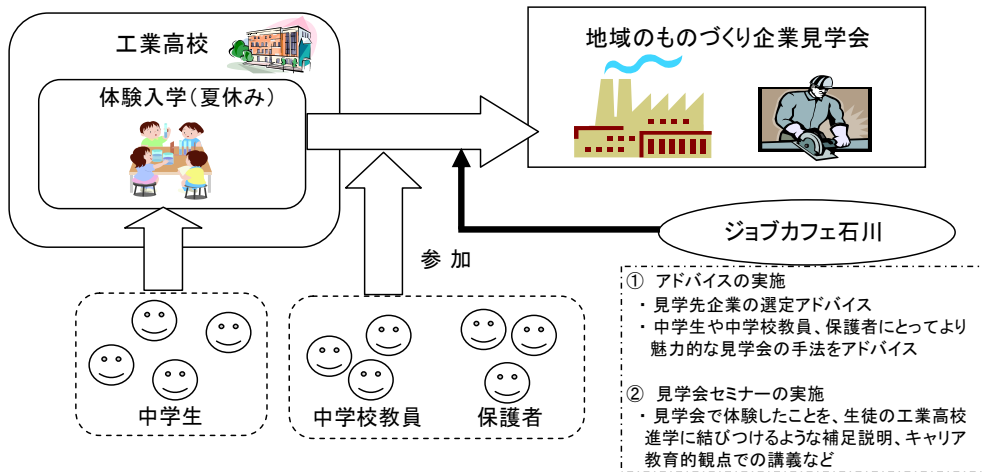 工業高校
体験入学(夏休み)
地域のものづくり企業見学会
ジョブカフェ石川
参 加
① アドバイスの実施
・ 見学先企業の選定アドバイス
・ 中学生や中学校教員、保護者にとってより
魅力的な見学会の手法をアドバイス
② 見学会セミナーの実施
・ 見学会で体験したことを、生徒の工業高校
進学に結びつけるような補足説明、キャリア
教育的観点での講義など
中学生
中学校教員
保護者